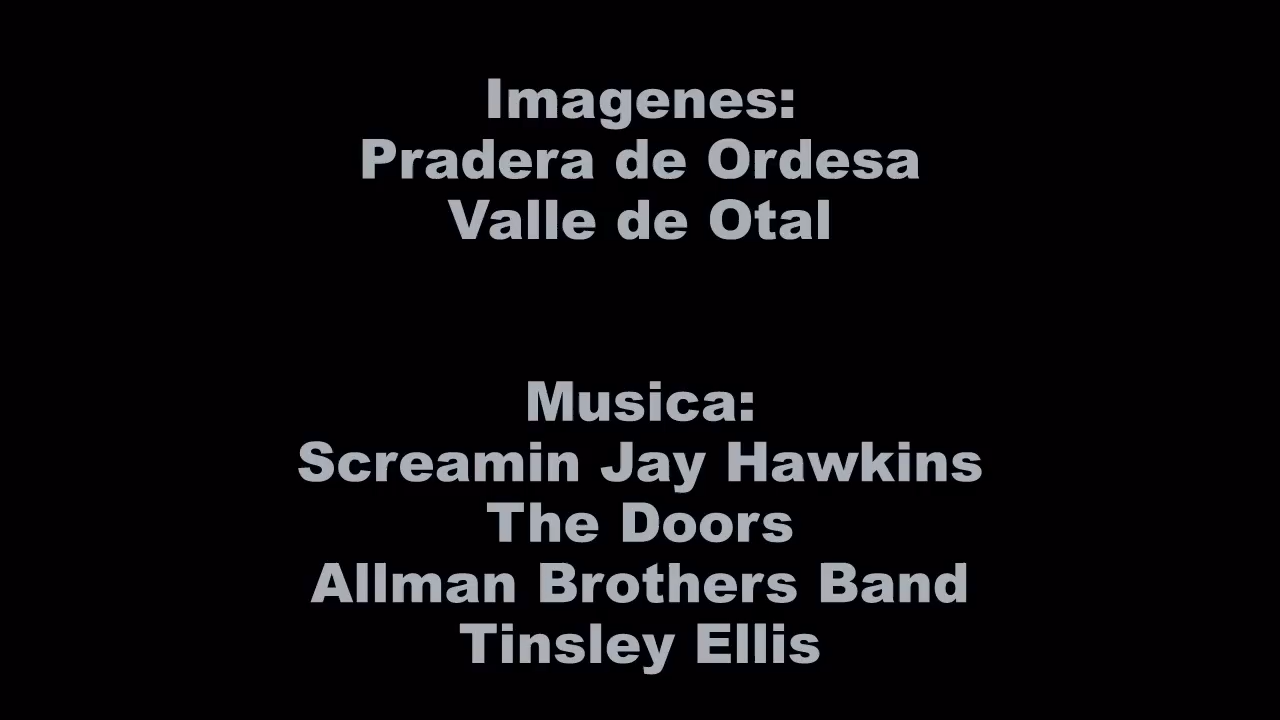 Imagenes:
Pradera de Ordesa
Valle de Otal
Musica:
Screamin Jay Hawkins
The Doors
Allman Brothers Band
Tinsley Ellis